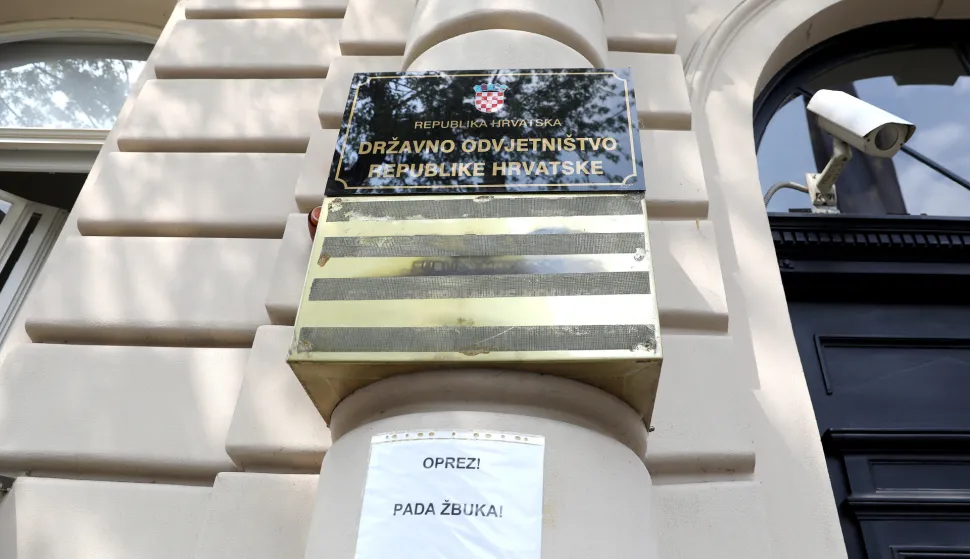 REPUBLIKA HRVATSKA
DRŽAVNO ODVJETNIŠTVO
REPUBLIKE HRVATSKE
OPREZ!
PADA ŽBUKA!